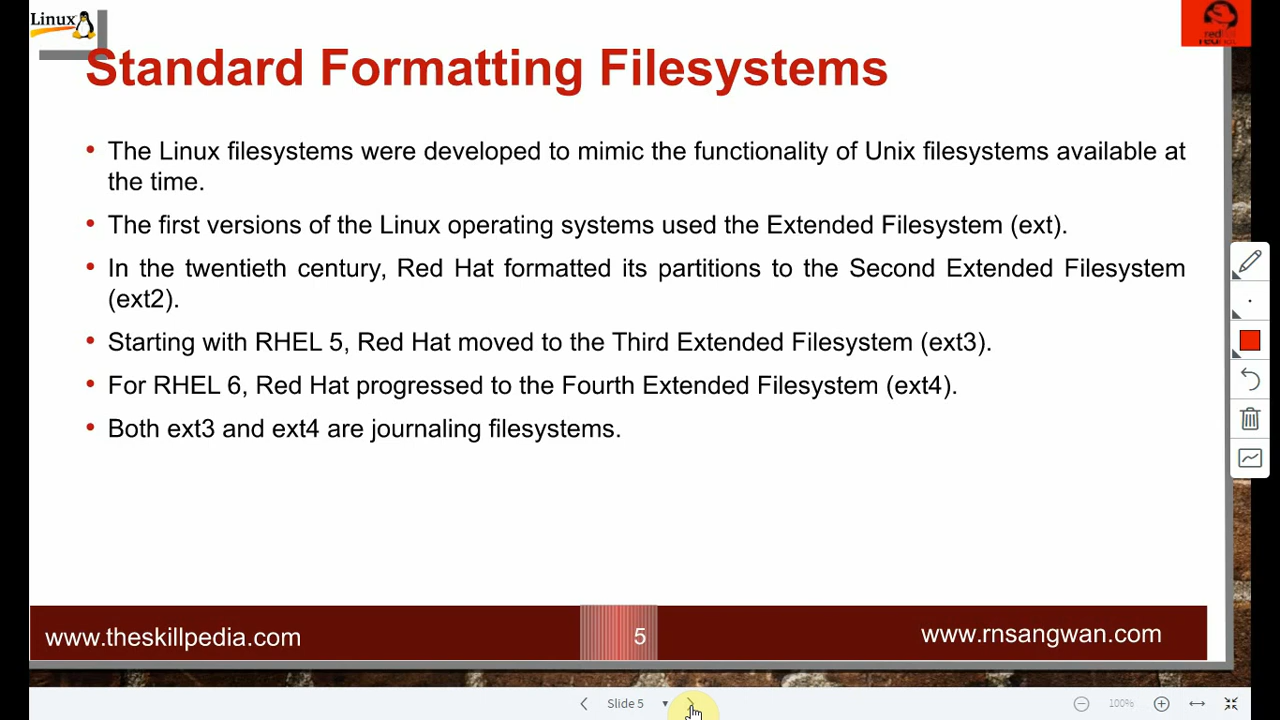 Linux
Standard Formatting Filesystems
• The Linux filesystems were developed to mimic the functionality of Unix filesystems available at
the time.
• The first versions of the Linux operating systems used the Extended Filesystem (ext).
• In the twentieth century, Red Hat formatted its partitions to the Second Extended Filesystem
(ext2).
• Starting with RHEL 5, Red Hat moved to the Third Extended Filesystem (ext3).
• For RHEL 6, Red Hat progressed to the Fourth Extended Filesystem (ext4).
• Both ext3 and ext4 are journaling filesystems.
www.theskillpedia.com
5
www.rnsangwan.com
Slide 5
100%